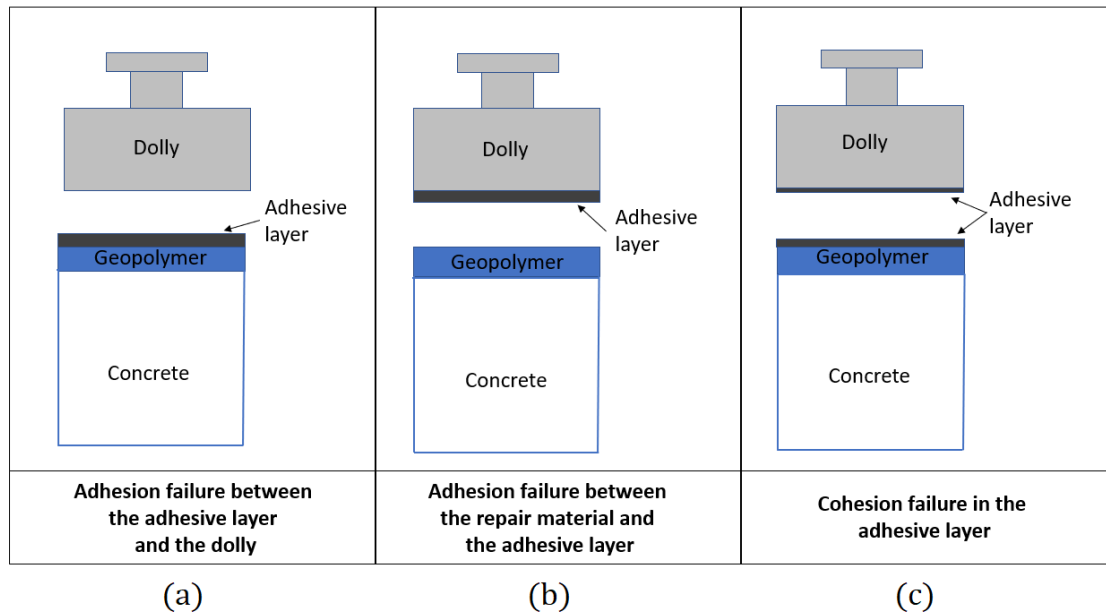 Dolly
Adhesive
layer
Geopolymer
Concrete
Adhesion failure between
the adhesive layer
and the dolly
(a)
Dolly
Adhesive
layer
Geopolymer
Concrete
Adhesion failure between
the repair material and
the adhesive layer
(b)
Dolly
Adhesive
layer
Geopolymer
Concrete
Cohesion failure in the
adhesive layer
(c)